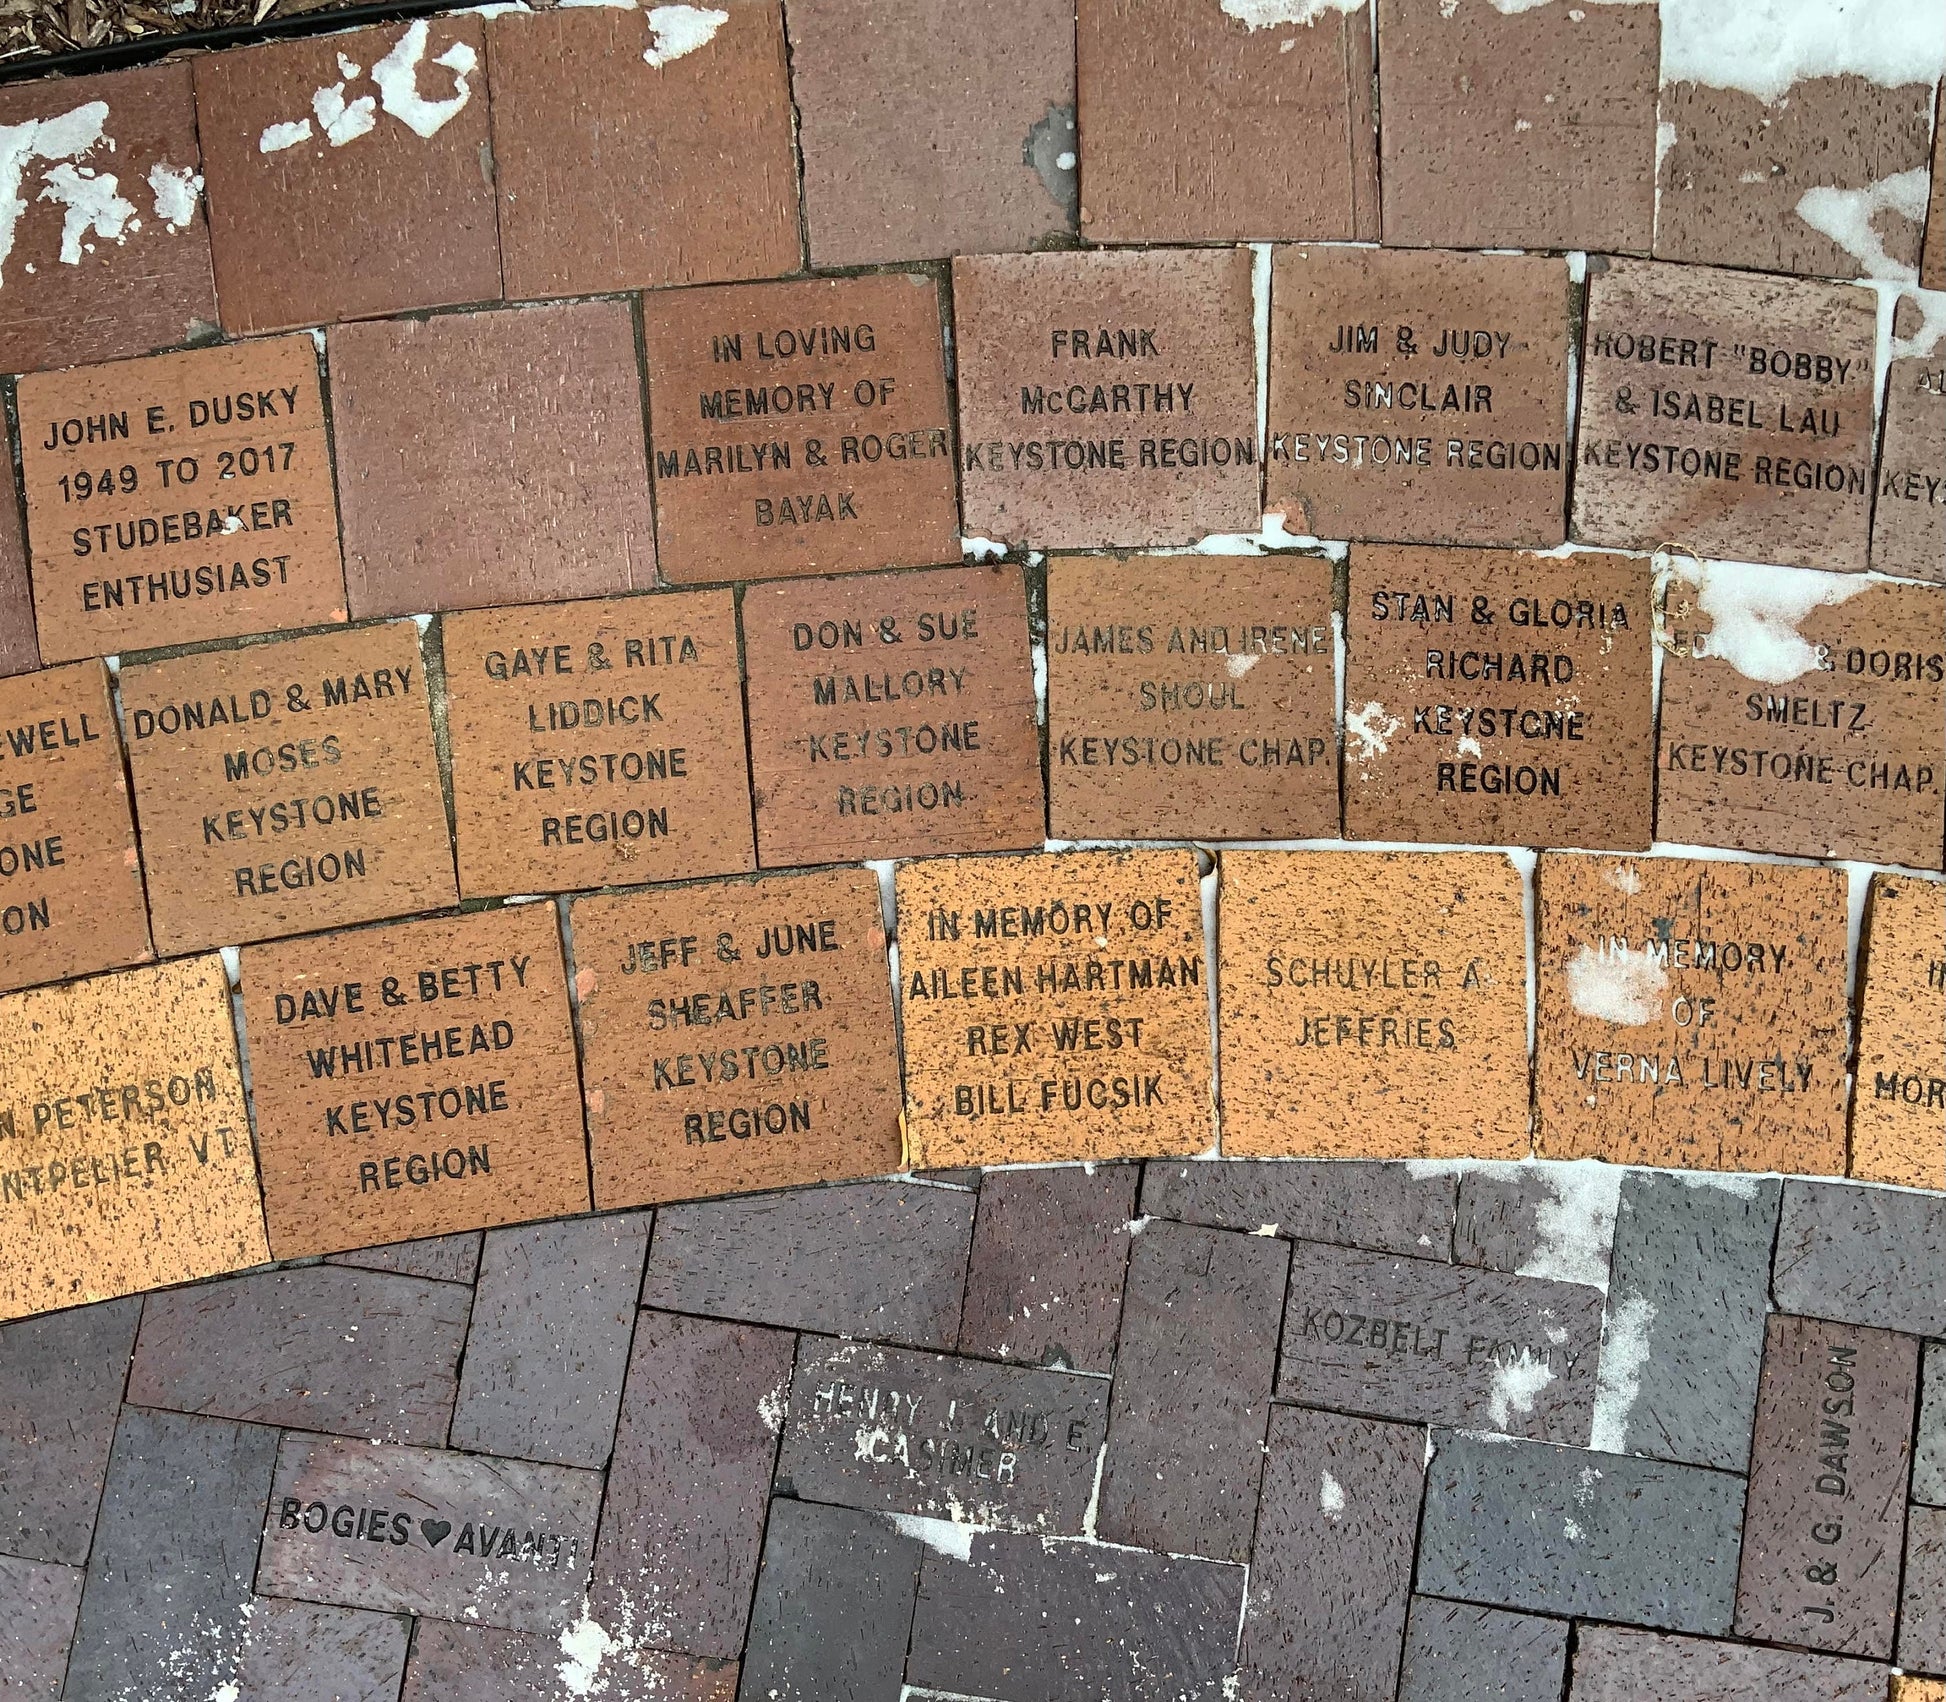 JOHN E. DUSKY
1949 TO 2017
STUDEBAKER
ENTHUSIAST
IN LOVING
MEMORY OF
MARILYN & ROGER
BAYAK
FRANK
McCARTHY
KEYSTONE REGION
JIM & JUDY
SINCLAIR
KEYSTONE REGION
ROBERT "BOBBY"
& ISABEL LAU
KEYSTONE REGION
DONALD & MARY
MOSES
KEYSTONE
REGION
GAYE & RITA
LIDDICK
KEYSTONE
REGION
DON & SUE
MALLORY
KEYSTONE
REGION
JAMES AND IRENE
SHOUL
KEYSTONE CHAP.
STAN & GLORIA
RICHARD
KEYSTONE
REGION
& DORIS
SMELTZ
KEYSTONE CHAP.
PETERSON
VT
DAVE & BETTY
WHITEHEAD
KEYSTONE
REGION
JEFF & JUNE
SHEAFFER
KEYSTONE
REGION
IN MEMORY OF
AILEEN HARTMAN
REX WEST
BILL FUCSIK
SCHUYLER A.
JEFFRIES
IN MEMORY
OF
VERNA LIVELY
KOZBELT FAMILY
HENRY J. AND E.
CASIMER
BOGIES ♥ AVANTI
J. & G. DAWSON